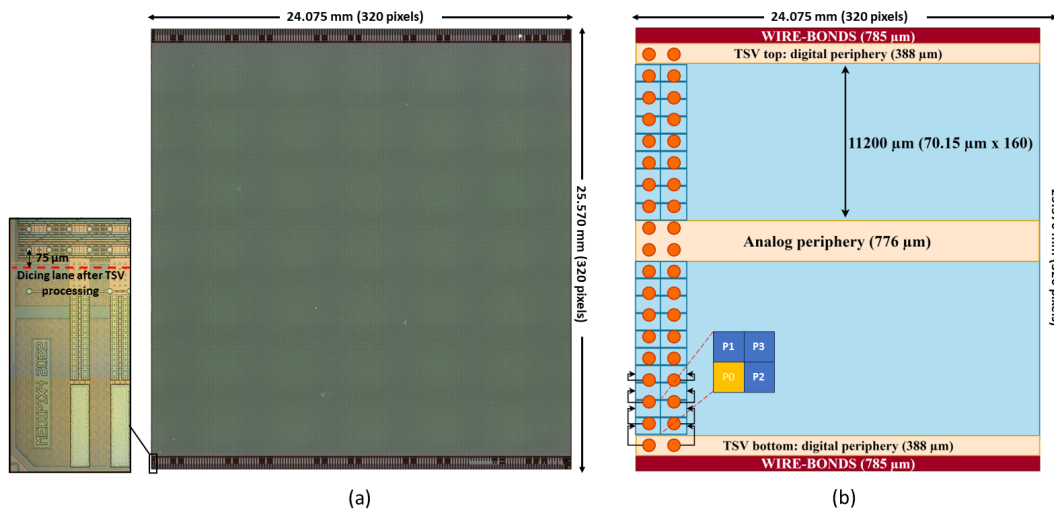 24.075 mm (320 pixels)
25.570 mm (320 pixels)
75 µm
Dicing lane after TSV
processing
MEDIPIX4 2022
(a)
24.075 mm (320 pixels)
WIRE-BONDS (785 µm)
TSV top: digital periphery (388 µm)
11200 µm (70.15 µm x 160)
Analog periphery (776 µm)
P1 P3
P0 P2
TSV bottom: digital periphery (388 µm)
WIRE-BONDS (785 µm)
(b)